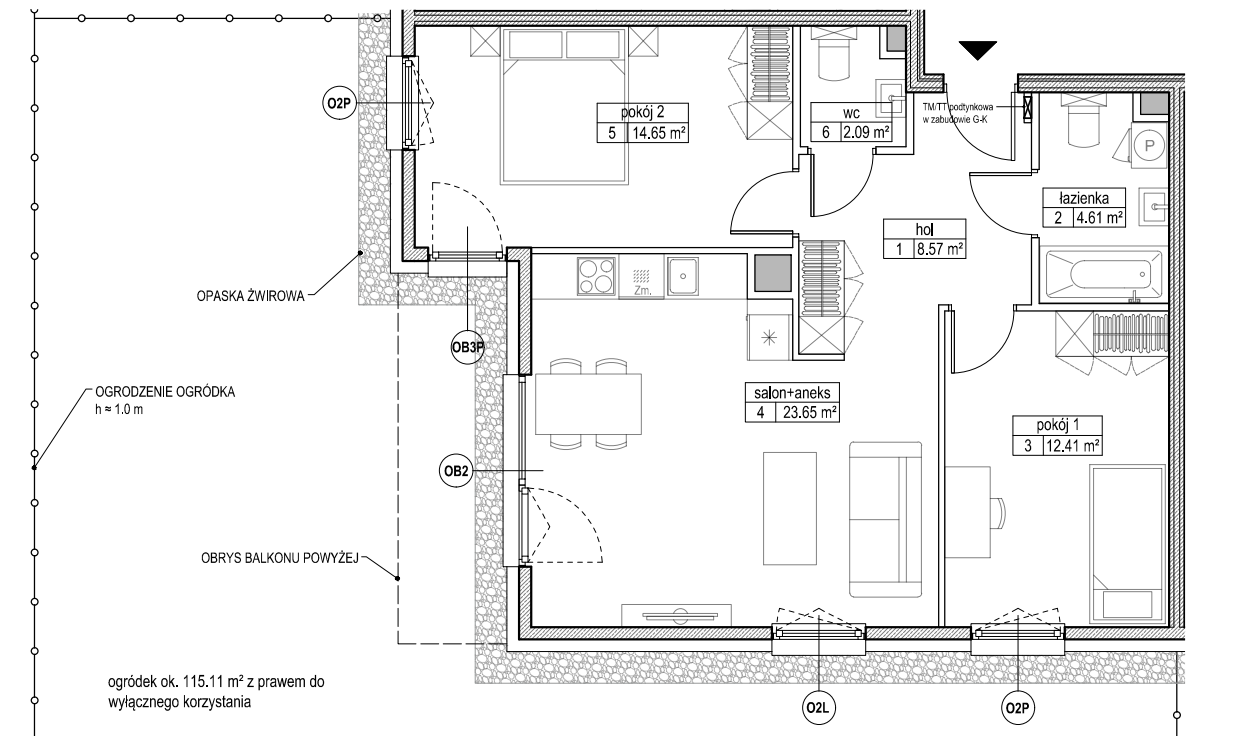 O2P
pokój 2
5 14.65 m²
wc
6 2.09 m²
TM/TT podtynkowa
w zabudowie G-K
P
łazienka
2 4.61 m²
hol
1 8.57 m²
Zm.
OPASKA ŻWIROWA
OB3P
OGRODZENIE OGRÓDKA
h ≈ 1.0 m
salon+aneks
4 23.65 m²
pokój 1
3 12.41 m²
OB2
OBRYS BALKONU POWYŻEJ
ogródek ok. 115.11 m² z prawem do
wyłącznego korzystania
O2L
O2P